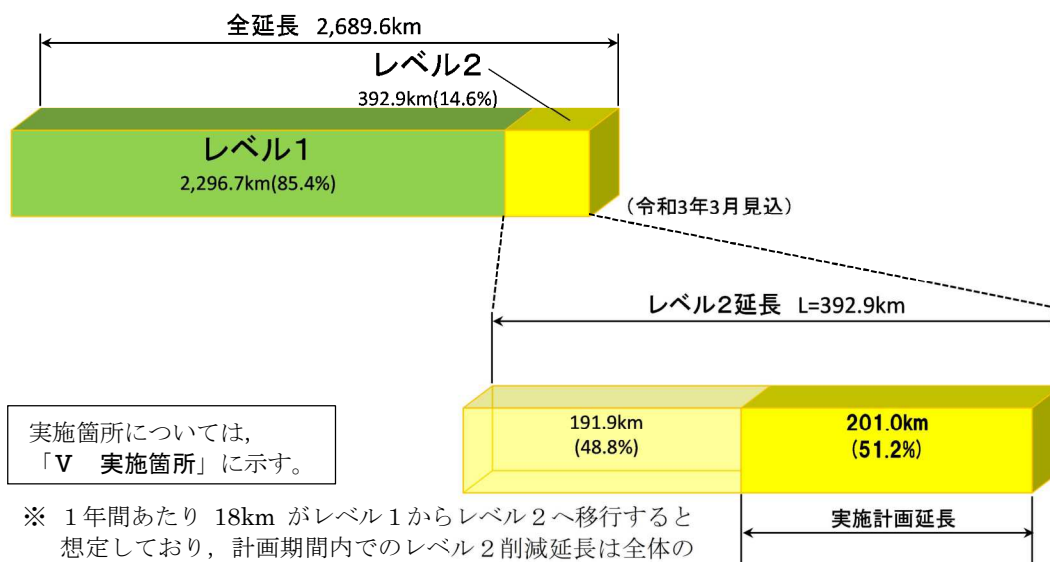 全延長 2,689.6km
レベル2
392.9km(14.6%)
レベル1
2,296.7km(85.4%)
(令和3年3月見込)
レベル2延長 L=392.9km
191.9km
(48.8%)
201.0km
(51.2%)
実施計画延長
実施箇所については,
「Ⅴ 実施箇所」に示す。
※ 1年間あたり 18km がレベル1からレベル2へ移行すると
想定しており,計画期間内でのレベル2削減延長は全体の